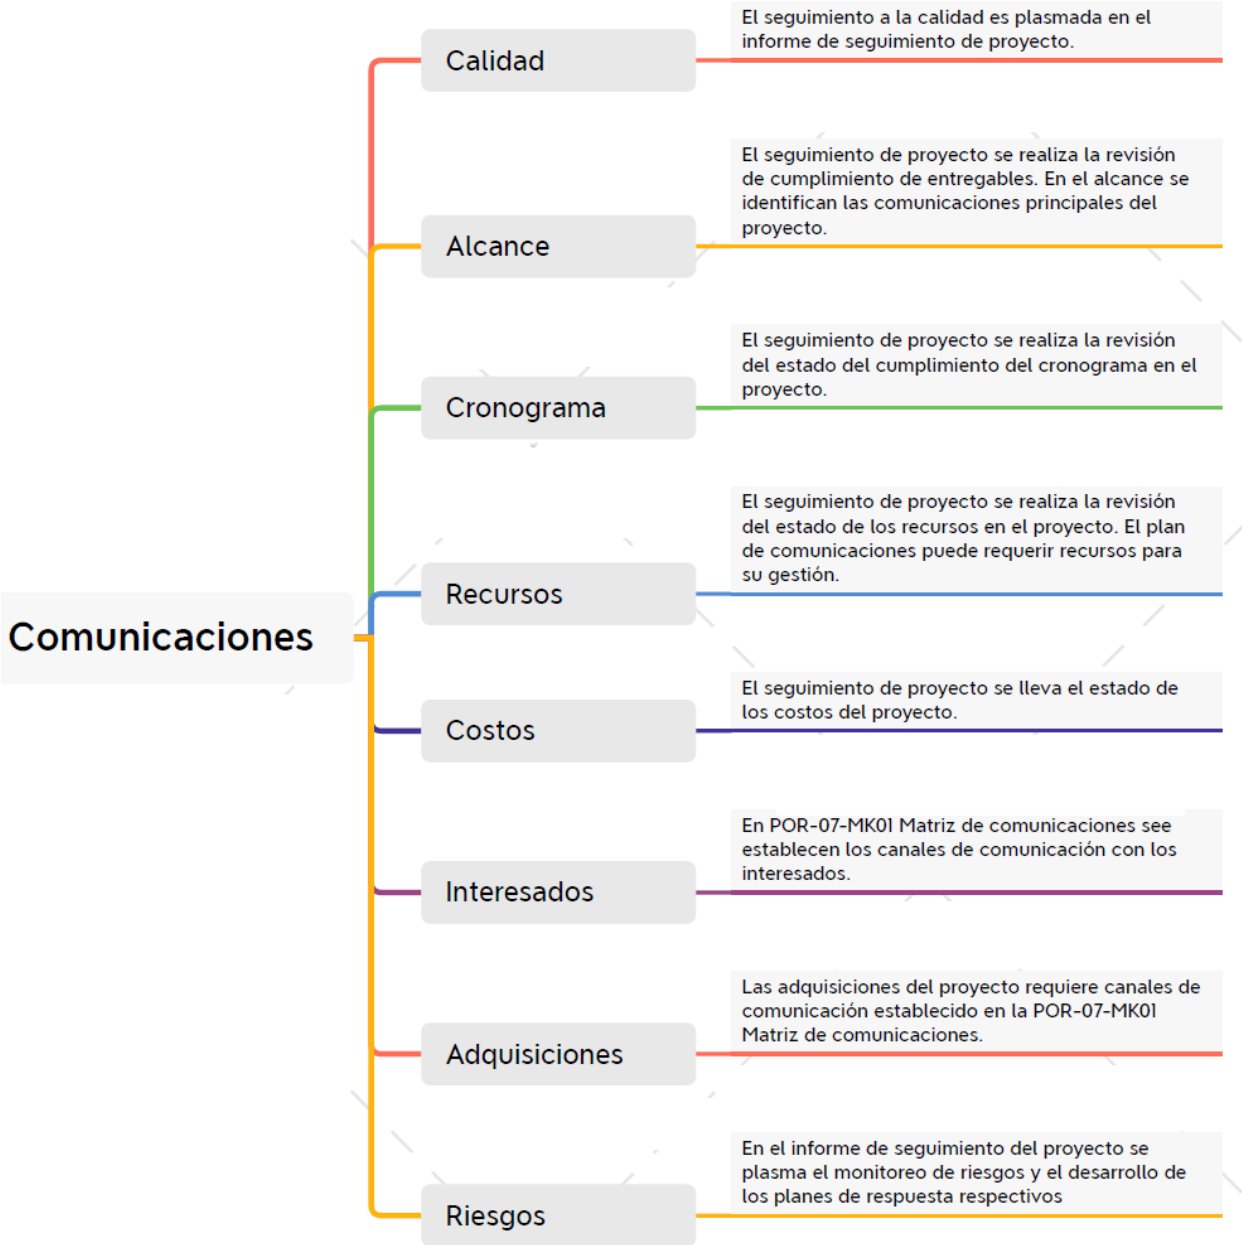 Comunicaciones
Calidad
El seguimiento a la calidad es plasmada en el
informe de seguimiento de proyecto.
Alcance
El seguimiento de proyecto se realiza la revisión
de cumplimiento de entregables. En el alcance se
identifican las comunicaciones principales del
proyecto.
Cronograma
El seguimiento de proyecto se realiza la revisión
del estado del cumplimiento del cronograma en el
proyecto.
Recursos
El seguimiento de proyecto se realiza la revisión
del estado de los recursos en el proyecto. El plan
de comunicaciones puede requerir recursos para
su gestión.
Costos
El seguimiento de proyecto se lleva el estado de
los costos del proyecto.
Interesados
En POR-07-MK01 Matriz de comunicaciones see
establecen los canales de comunicación con los
interesados.
Adquisiciones
Las adquisiciones del proyecto requiere canales de
comunicación establecido en la POR-07-MK01
Matriz de comunicaciones.
Riesgos
En el informe de seguimiento del proyecto se
plasma el monitoreo de riesgos y el desarrollo de
los planes de respuesta respectivos